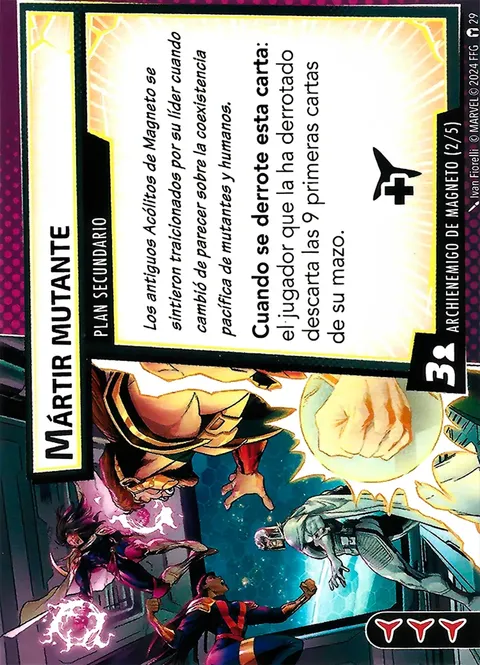 MÁRTIR MUTANTE
PLAN SECUNDARIO
Los antiguos Acólitos de Magneto se
sintieron traicionados por su líder cuando
cambió de parecer sobre la coexistencia
pacífica de mutantes y humanos.
Cuando se derrote esta carta:
el jugador que la ha derrotado
descarta las 9 primeras cartas
de su mazo.
3
ARCHIENEMIGO DE MAGNETO (2/5)
Ivan Fiorelli © MARVEL © 2024 FFG 29